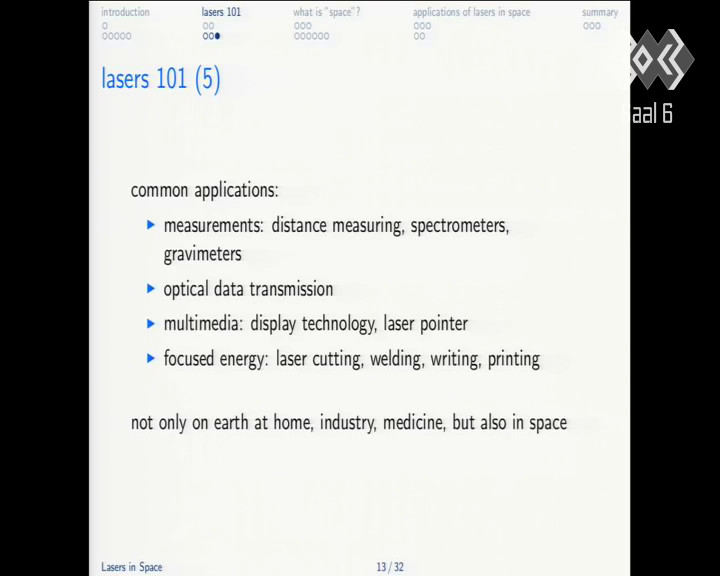 introduction
lasers 101
what is "space"?
applications of lasers in space
summary
lasers 101 (5)
aal 6
common applications:
measurements: distance measuring, spectrometers,
gravimeters
optical data transmission
multimedia: display technology, laser pointer
focused energy: laser cutting, welding, writing, printing
not only on earth at home, industry, medicine, but also in space
Lasers in Space
13 / 32